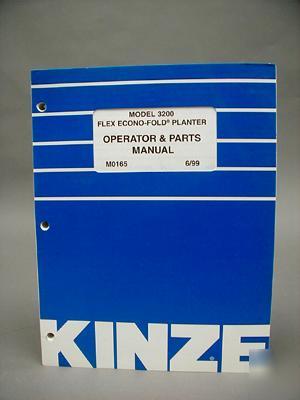 MODEL 3200
FLEX ECONO-FOLD® PLANTER
OPERATOR & PARTS
MANUAL
M0165 6/99
KINZE®